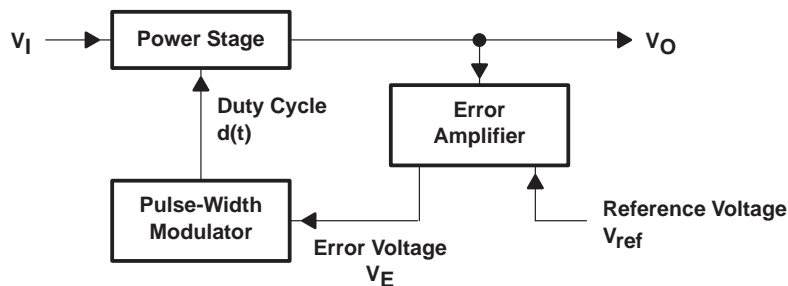 V_I
Power Stage
V_O
Duty Cycle
d(t)
Error
Amplifier
Pulse-Width
Modulator
Error Voltage
V_E
Reference Voltage
V_ref